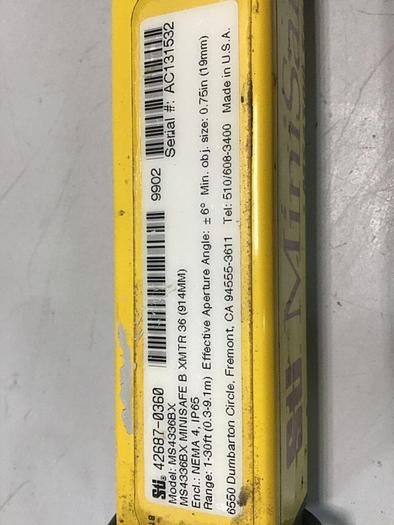 STI® 42687-0360 9902 Serial #: AC131532
Model: MS4336BX
MS4336BX MINISAFE B XMTR 36 (914MM)
Encl.: NEMA 4, IP65
Range: 1-30ft (0.3-9.1m) Effective Aperture Angle: ± 6° Min. obj. size: 0.75in (19mm)
6550 Dumbarton Circle, Fremont, CA 94555-3611 Tel: 510/608-3400 Made in U.S.A.
STI MiniSa